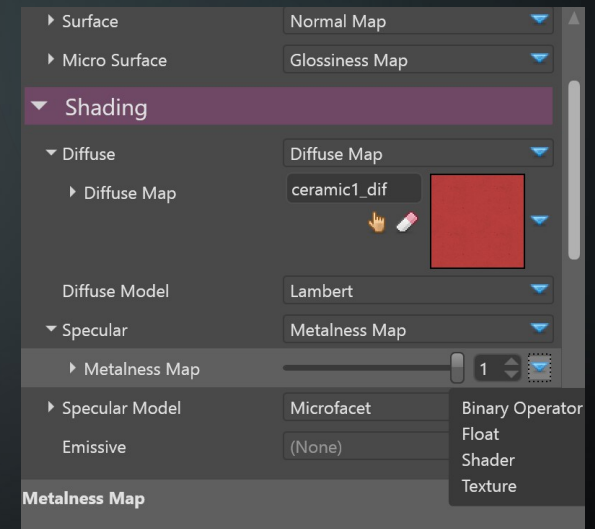 Surface Normal Map
Micro Surface Glossiness Map
Shading
Diffuse Diffuse Map
Diffuse Map ceramic1_dif
Diffuse Model Lambert
Specular Metalness Map
Metalness Map 1
Specular Model Microfacet
Emissive (None)
Binary Operator
Float
Shader
Texture
Metalness Map